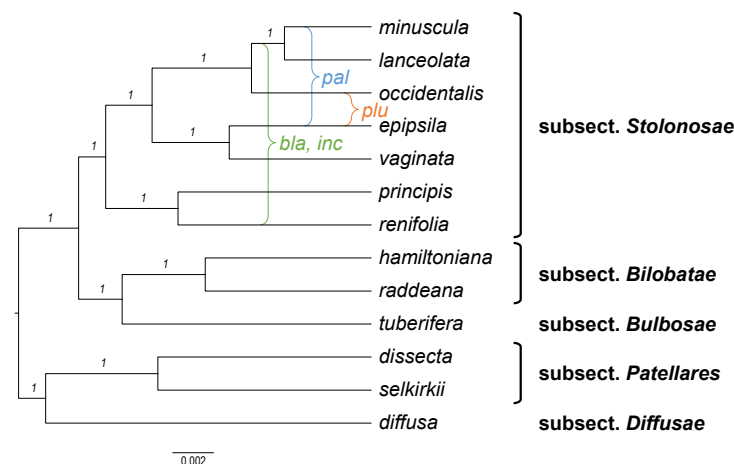 minuscula
1
lanceolata
1
1
pal
occidentalis
plu
1
epipsila
subsect. Stolonosae
1
bla, inc
1
vaginata
principis
1
1
renifolia
hamiltoniana
1
subsect. Bilobatae
1
raddeana
tuberifera
subsect. Bulbosae
dissecta
1
subsect. Patellares
selkirkii
1
diffusa
subsect. Diffusae
0.002